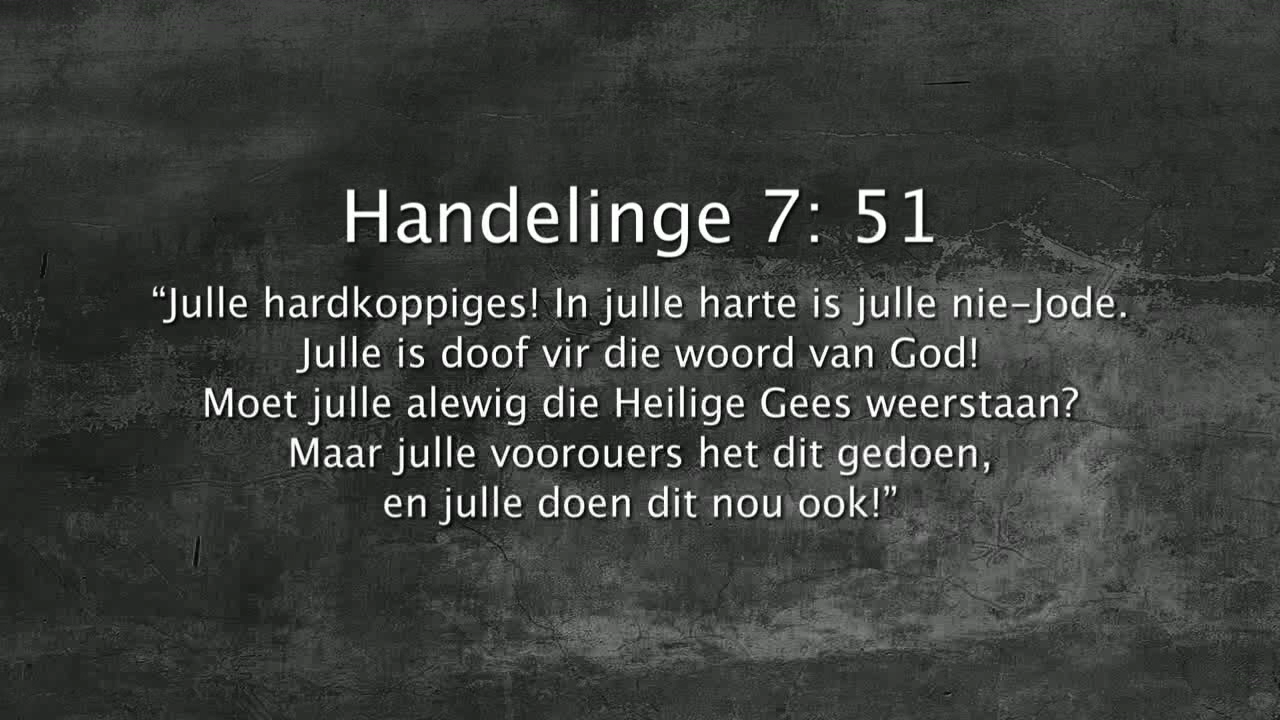 Handelinge 7: 51
“Julle hardkoppiges! In julle harte is julle nie-Jode.
Julle is doof vir die woord van God!
Moet julle alewig die Heilige Gees weerstaan?
Maar julle voorouers het dit gedoen,
en julle doen dit nou ook!”